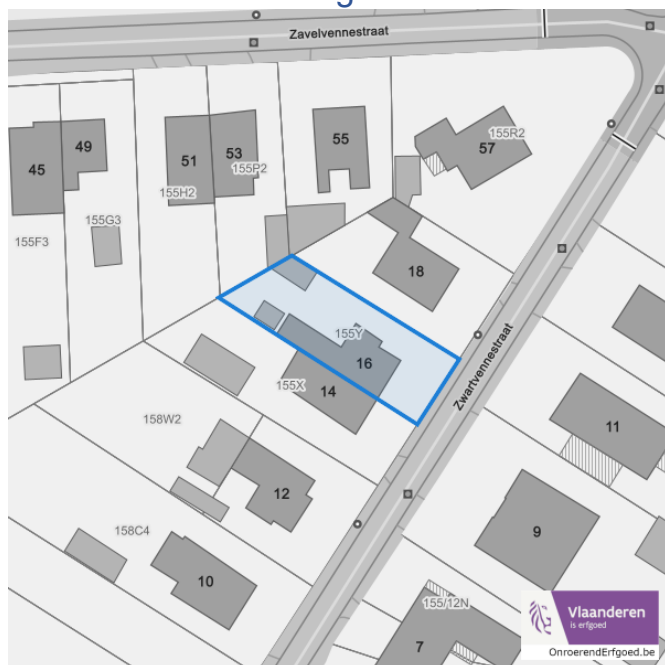 Zavelvennestraat
45
49
51
53
55
57
155R2
155P2
155H2
155G3
155F3
18
155Y
16
14
155X
Zwartvennestraat
158W2
11
12
9
158C4
10
155/12N
7
Vlaanderen
is erfgoed
OnroerendErfgoed.be